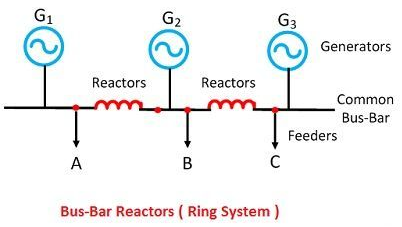 G1
G2
G3
Generators
Reactors
Reactors
Common
Bus-Bar
Feeders
A
B
C
Bus-Bar Reactors ( Ring System )